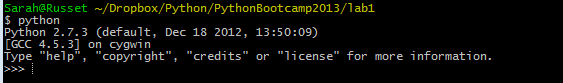 Sarah@Russet ~/Dropbox/Python/PythonBootcamp2013/lab1
$ python
Python 2.7.3 (default, Dec 18 2012, 13:50:09)
[GCC 4.5.3] on cygwin
Type "help", "copyright", "credits" or "license" for more information.
>>>